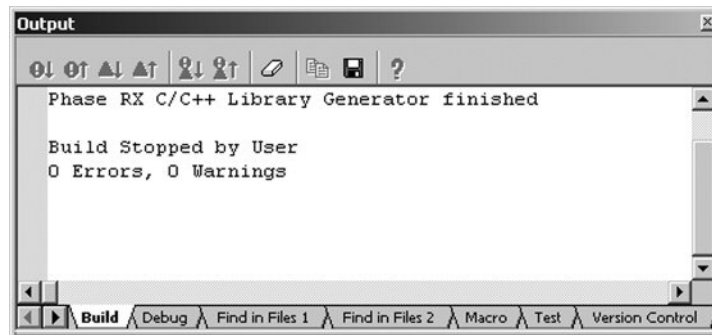 Output
Phase RX C/C++ Library Generator finished
Build Stopped by User
0 Errors, 0 Warnings
Build Debug Find in Files 1 Find in Files 2 Macro Test Version Control